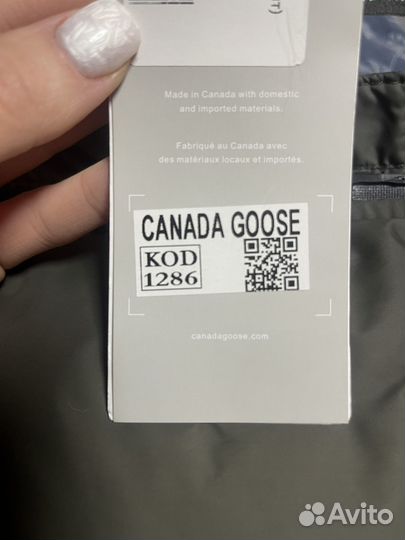 Made in Canada with domestic
and imported materials.
Fabriqué au Canada avec
des matériaux locaux et importés.
CANADA GOOSE
KOD
1286
canadagoose.com
Avito